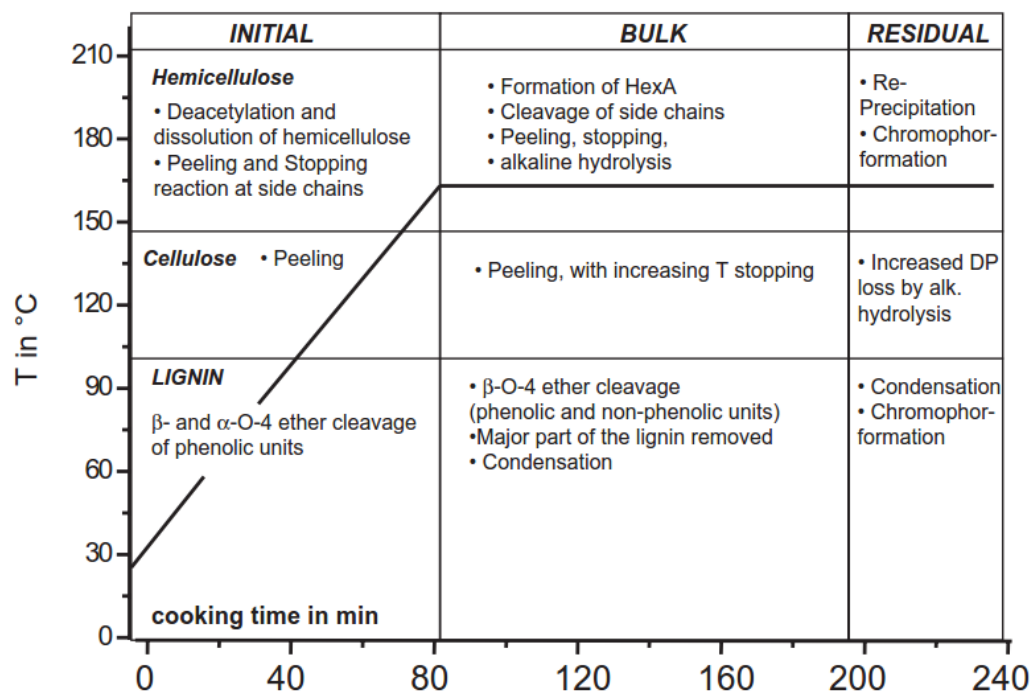 INITIAL
BULK
RESIDUAL
Hemicellulose
• Deacetylation and
dissolution of hemicellulose
• Peeling and Stopping
reaction at side chains
• Formation of HexA
• Cleavage of side chains
• Peeling, stopping,
• alkaline hydrolysis
• Re-
Precipitation
• Chromophor-
formation
Cellulose • Peeling
• Peeling, with increasing T stopping
• Increased DP
loss by alk.
hydrolysis
LIGNIN
β- and α-O-4 ether cleavage
of phenolic units
• β-O-4 ether cleavage
(phenolic and non-phenolic units)
•Major part of the lignin removed
• Condensation
• Condensation
• Chromophor-
formation
cooking time in min
T in °C
210
180
150
120
90
60
30
0
0 40 80 120 160 200 240